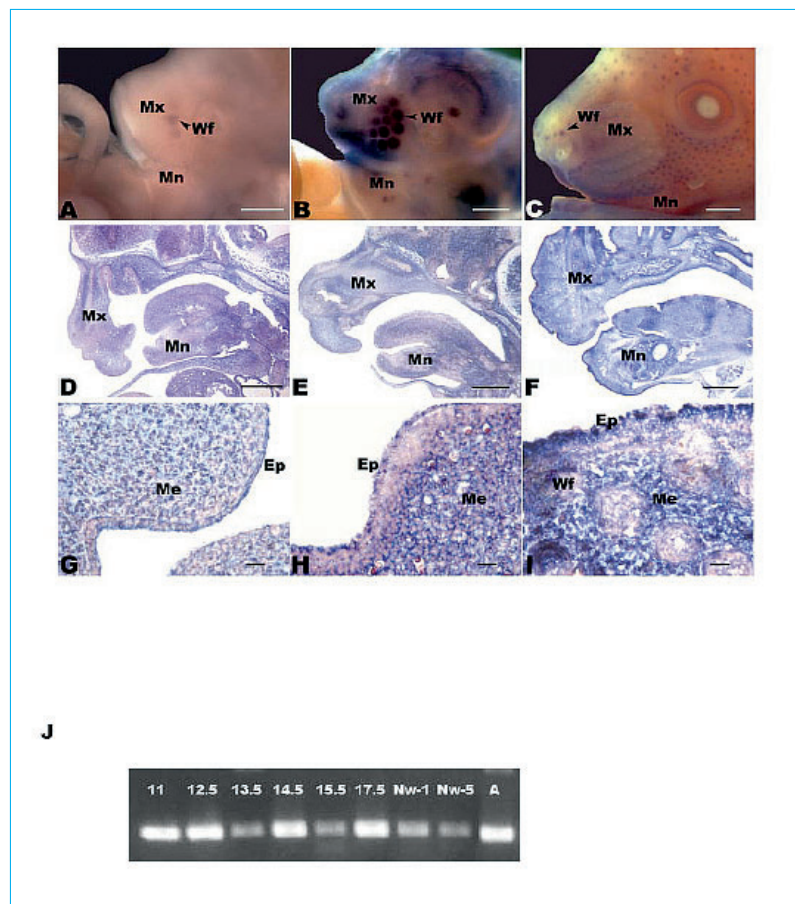 Mx Wf Mn A
Mx Wf Mn B
Wf Mx Mn C
Mx Mn D
Mx Mn E
Mx Mn F
Ep Me G
Ep Me H
Ep Wf Me I
J
11 12.5 13.5 14.5 15.5 17.5 Nw-1 Nw-5 A